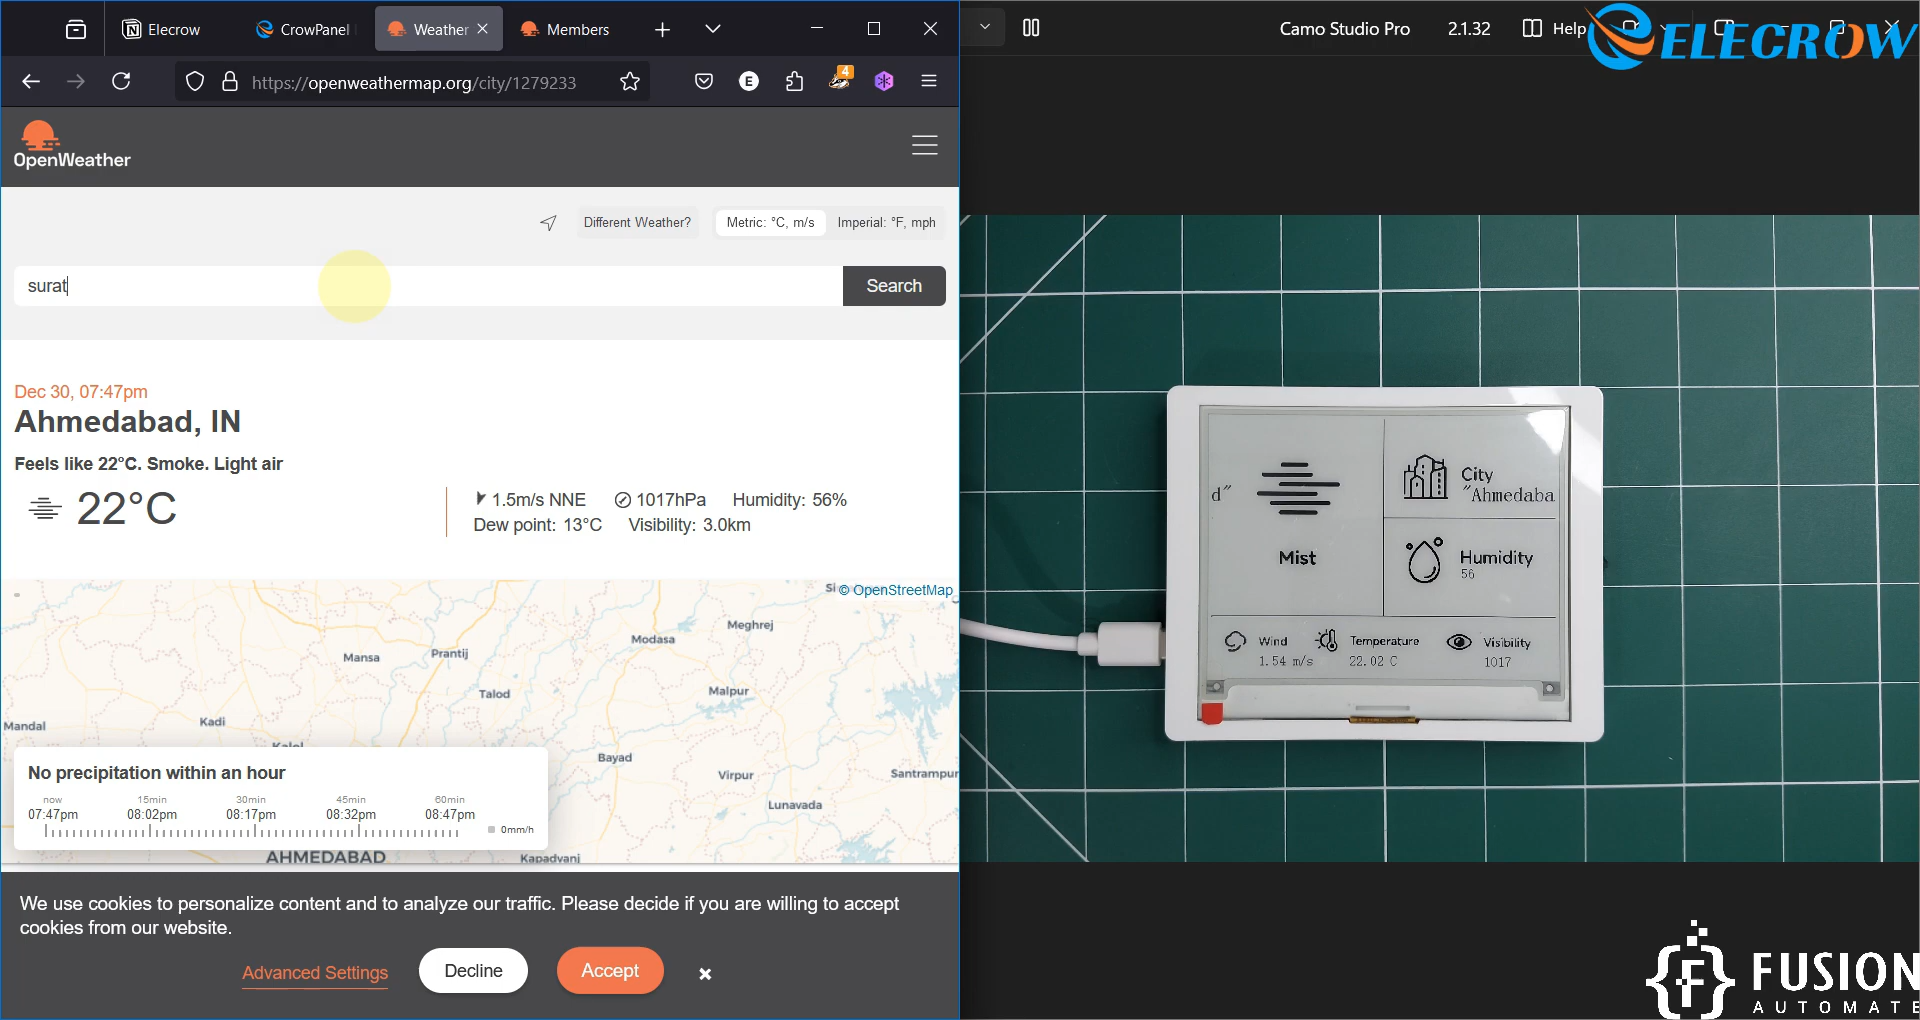 Elecrow
CrowPanel
Weather
Members
Camo Studio Pro
2.1.32
Help
ELECROW
https://openweathermap.org/city/1279233
E
4
OpenWeather
Different Weather?
Metric: °C, m/s
Imperial: °F, mph
surat
Search
Dec 30, 07:47pm
Ahmedabad, IN
Feels like 22°C. Smoke. Light air
22°C
1.5m/s NNE
1017hPa
Humidity: 56%
Dew point: 13°C
Visibility: 3.0km
© OpenStreetMap
Meghrej
Modasa
Prantij
Mansa
Talod
Malpur
Kadi
Mandal
Kalol
Bayad
Virpur
Santrampur
Lunavada
AHMEDABAD
Kapadvanj
No precipitation within an hour
now
15min
30min
45min
60min
07:47pm
08:02pm
08:17pm
08:32pm
08:47pm
0mm/h
We use cookies to personalize content and to analyze our traffic. Please decide if you are willing to accept
cookies from our website.
Advanced Settings
Decline
Accept
d"
City
"Ahmedaba
Mist
Humidity
56
Wind
1.54 m/s
Temperature
22.02 C
Visibility
1017
FUSION
AUTOMATE